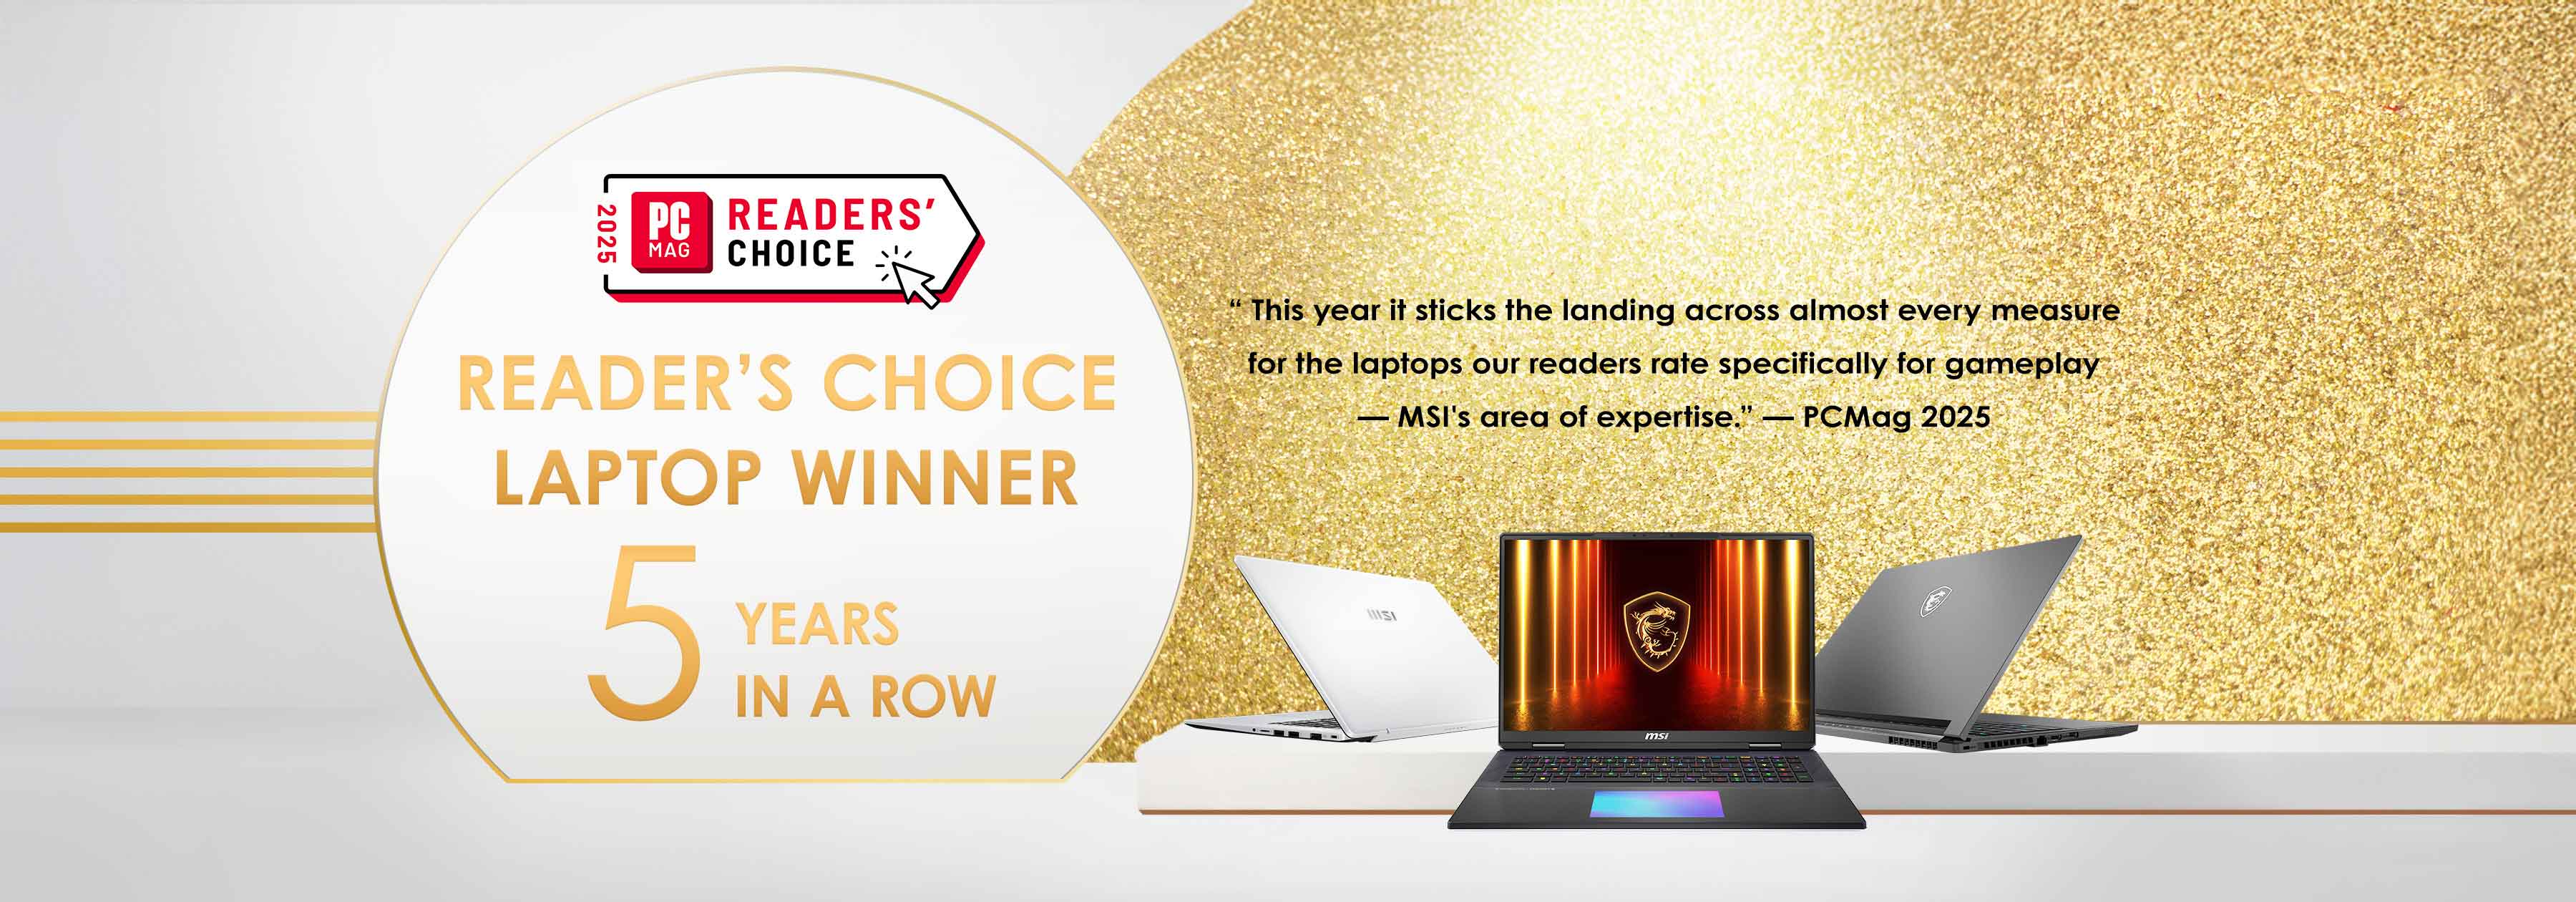 2025
PC
MAG
READERS’
CHOICE
READER’S CHOICE
LAPTOP WINNER
5
YEARS
IN A ROW
“ This year it sticks the landing across almost every measure
for the laptops our readers rate specifically for gameplay
— MSI's area of expertise.” — PCMag 2025
msi
msi